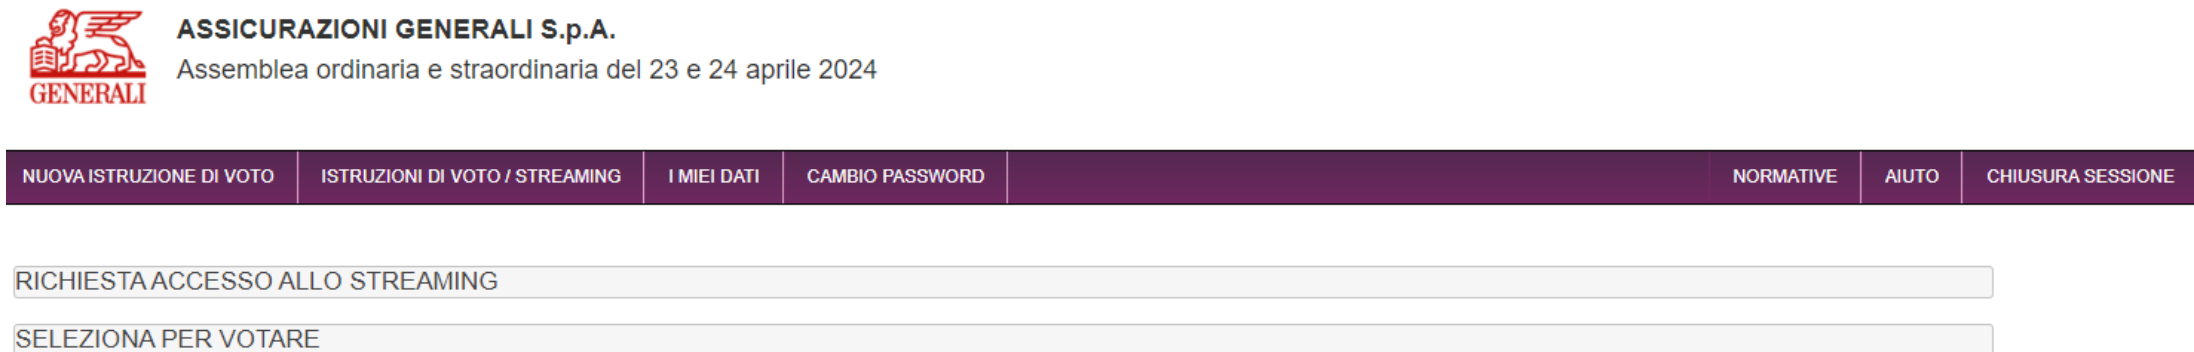 GENERALI
ASSICURAZIONI GENERALI S.p.A.
Assemblea ordinaria e straordinaria del 23 e 24 aprile 2024
NUOVA ISTRUZIONE DI VOTO ISTRUZIONI DI VOTO / STREAMING I MIEI DATI CAMBIO PASSWORD NORMATIVE AIUTO CHIUSURA SESSIONE
RICHIESTA ACCESSO ALLO STREAMING
SELEZIONA PER VOTARE